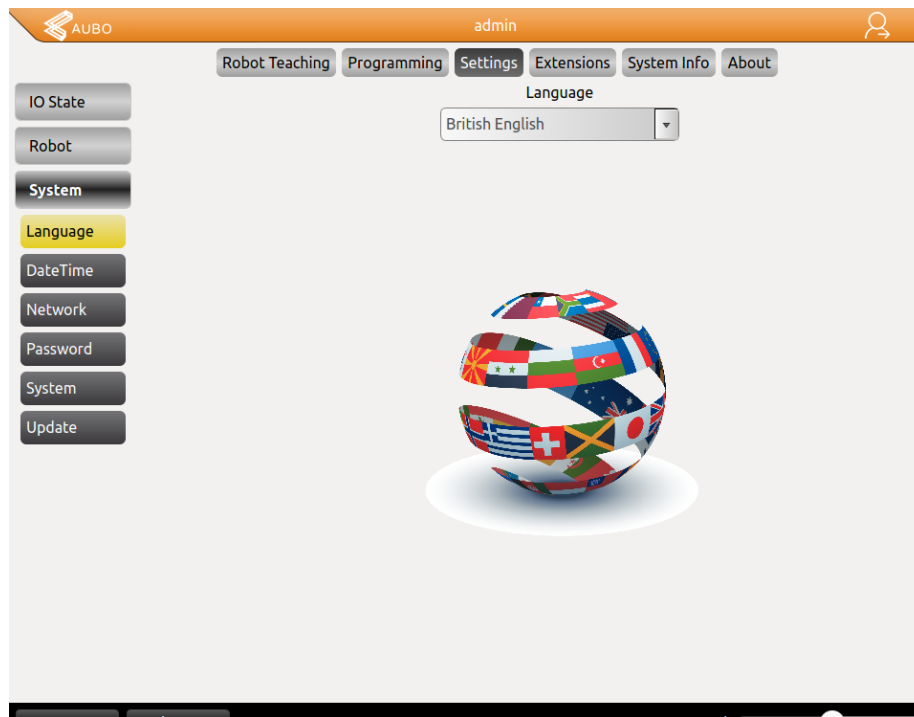 AUBO
admin
Robot Teaching Programming Settings Extensions System Info About
IO State
Robot
System
Language
DateTime
Network
Password
System
Update
Language
British English